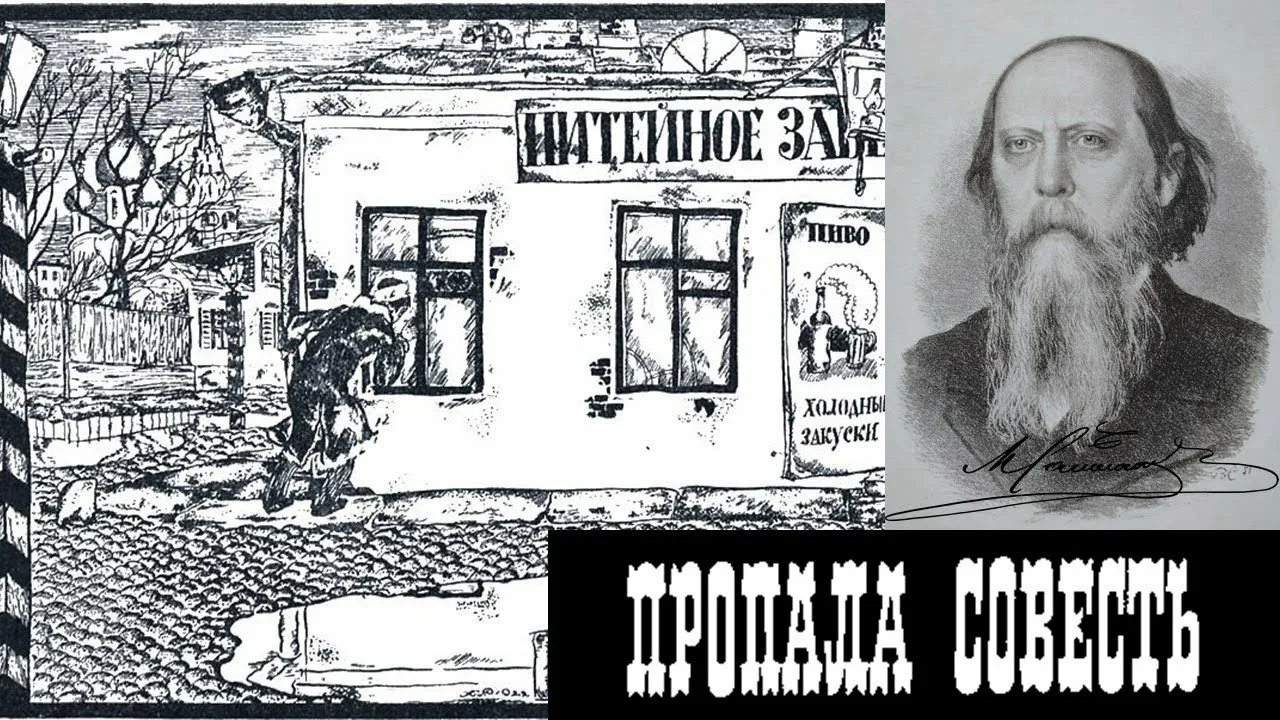 ПИТЕЙНОЕ ЗАВ
ПИВО
ХОЛОДНЫ
ЗАКУСКИ
ПРОПАЛА СОВЕСТЬ